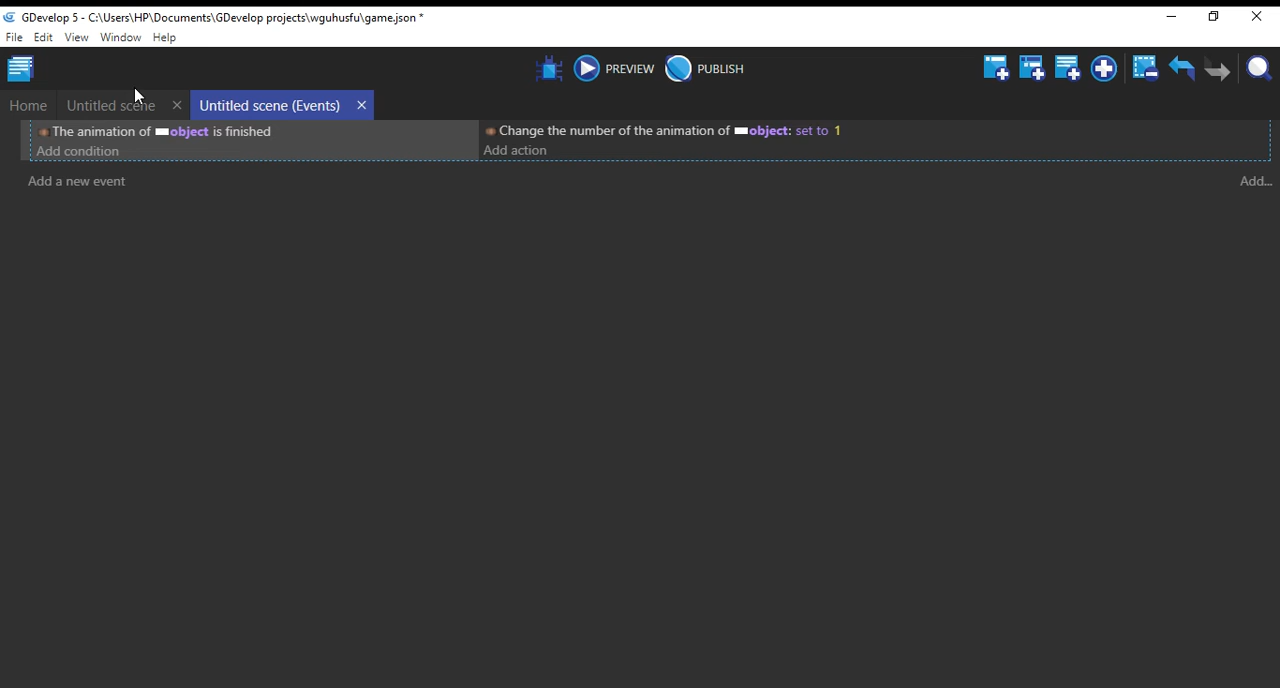 GDevelop 5 - C:\Users\HP\Documents\GDevelop projects\wguhusfu\game.json *
File Edit View Window Help
PREVIEW PUBLISH
Home Untitled scene × Untitled scene (Events) ×
The animation of object is finished
Add condition
Change the number of the animation of object: set to 1
Add action
Add a new event
Add...